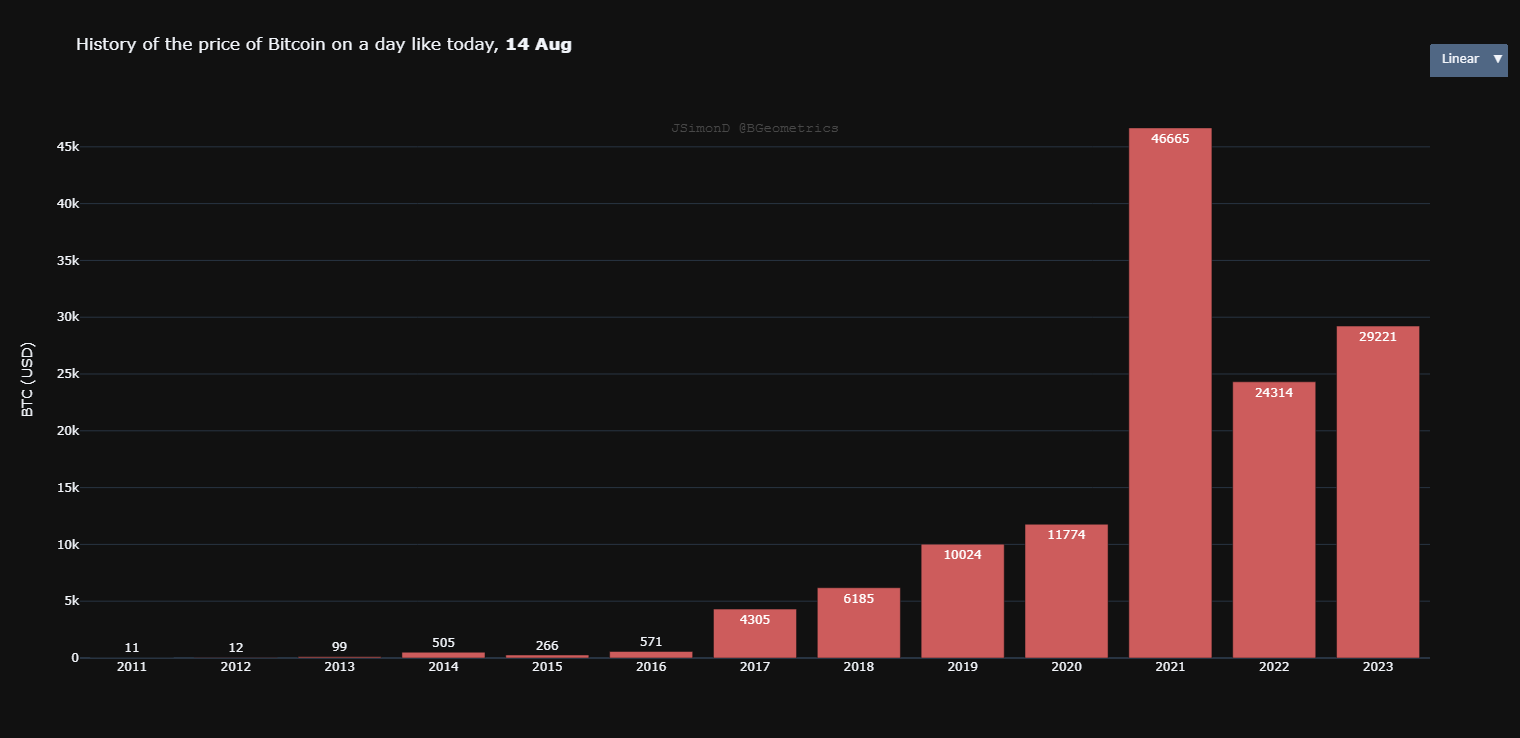 History of the price of Bitcoin on a day like today, 14 Aug
Linear ▼
JSimonD @BGeometrics
BTC (USD)
45k
40k
35k
30k
25k
20k
15k
10k
5k
0
11
12
99
505
266
571
4305
6185
10024
11774
46665
24314
29221
2011 2012 2013 2014 2015 2016 2017 2018 2019 2020 2021 2022 2023